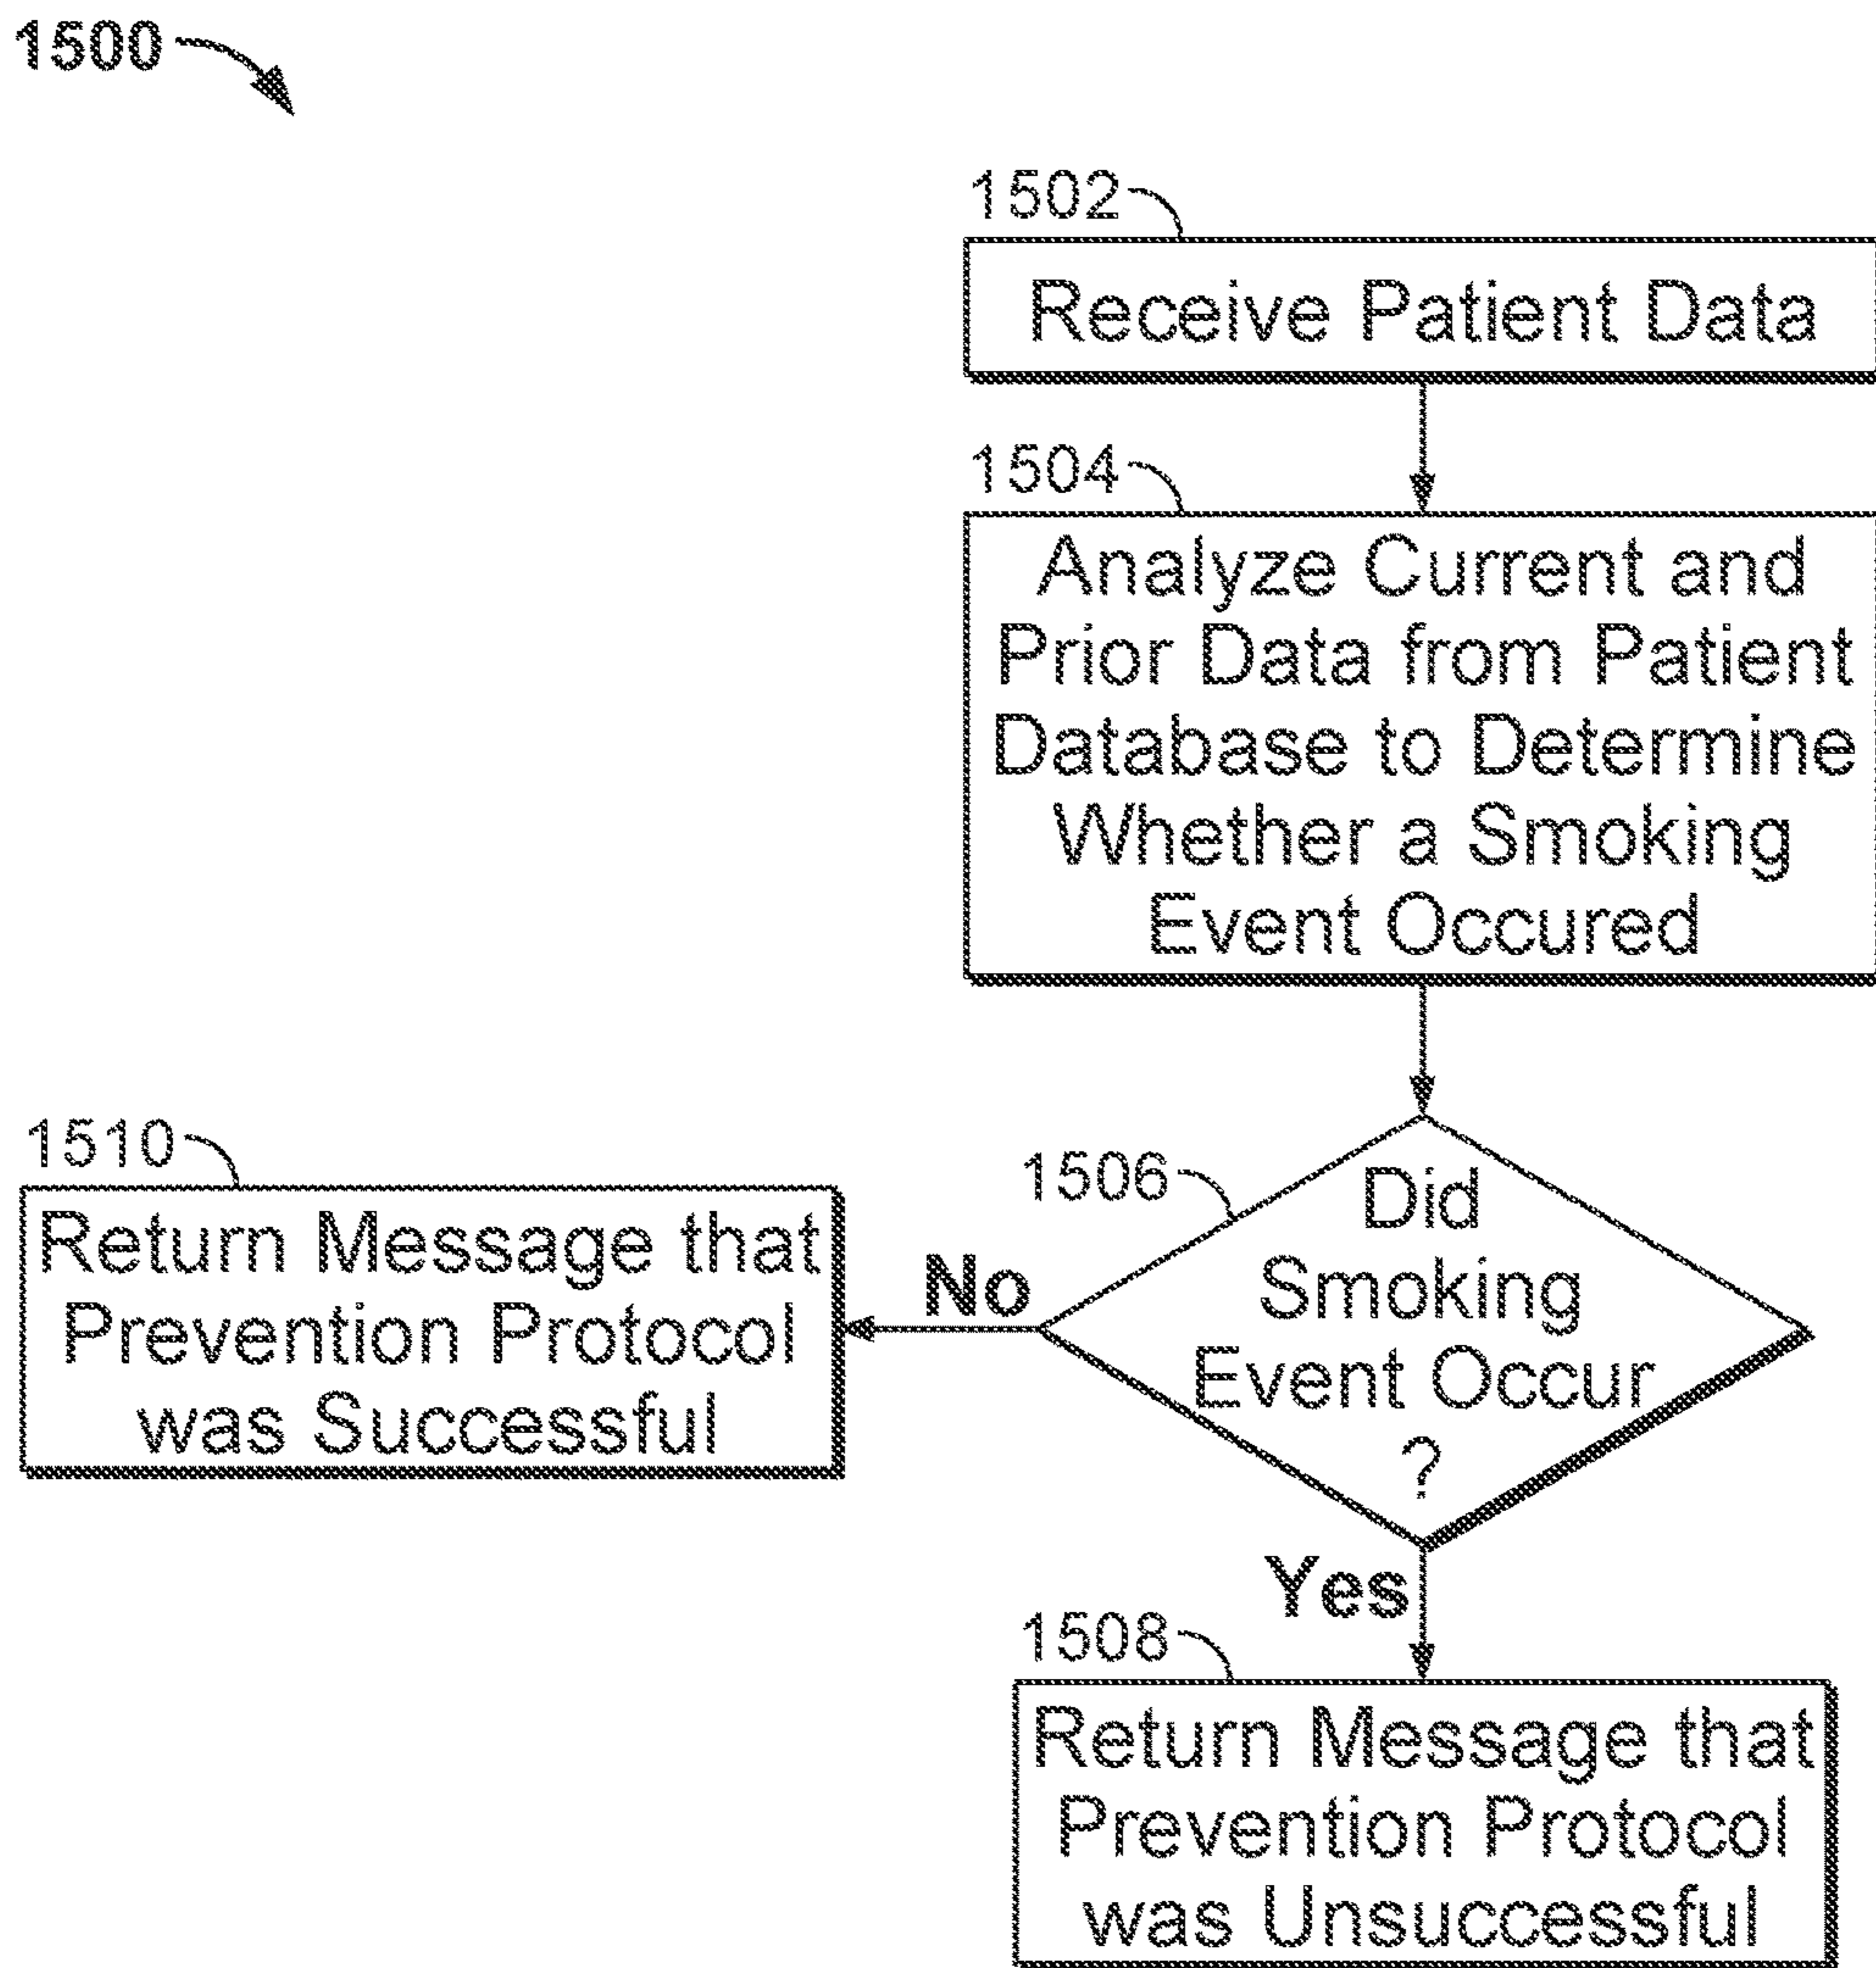 1500
1502
Receive Patient Data
1504
Analyze Current and
Prior Data from Patient
Database to Determine
Whether a Smoking
Event Occured
1506
Did
Smoking
Event Occur
?
No
1510
Return Message that
Prevention Protocol
was Successful
Yes
1508
Return Message that
Prevention Protocol
was Unsuccessful